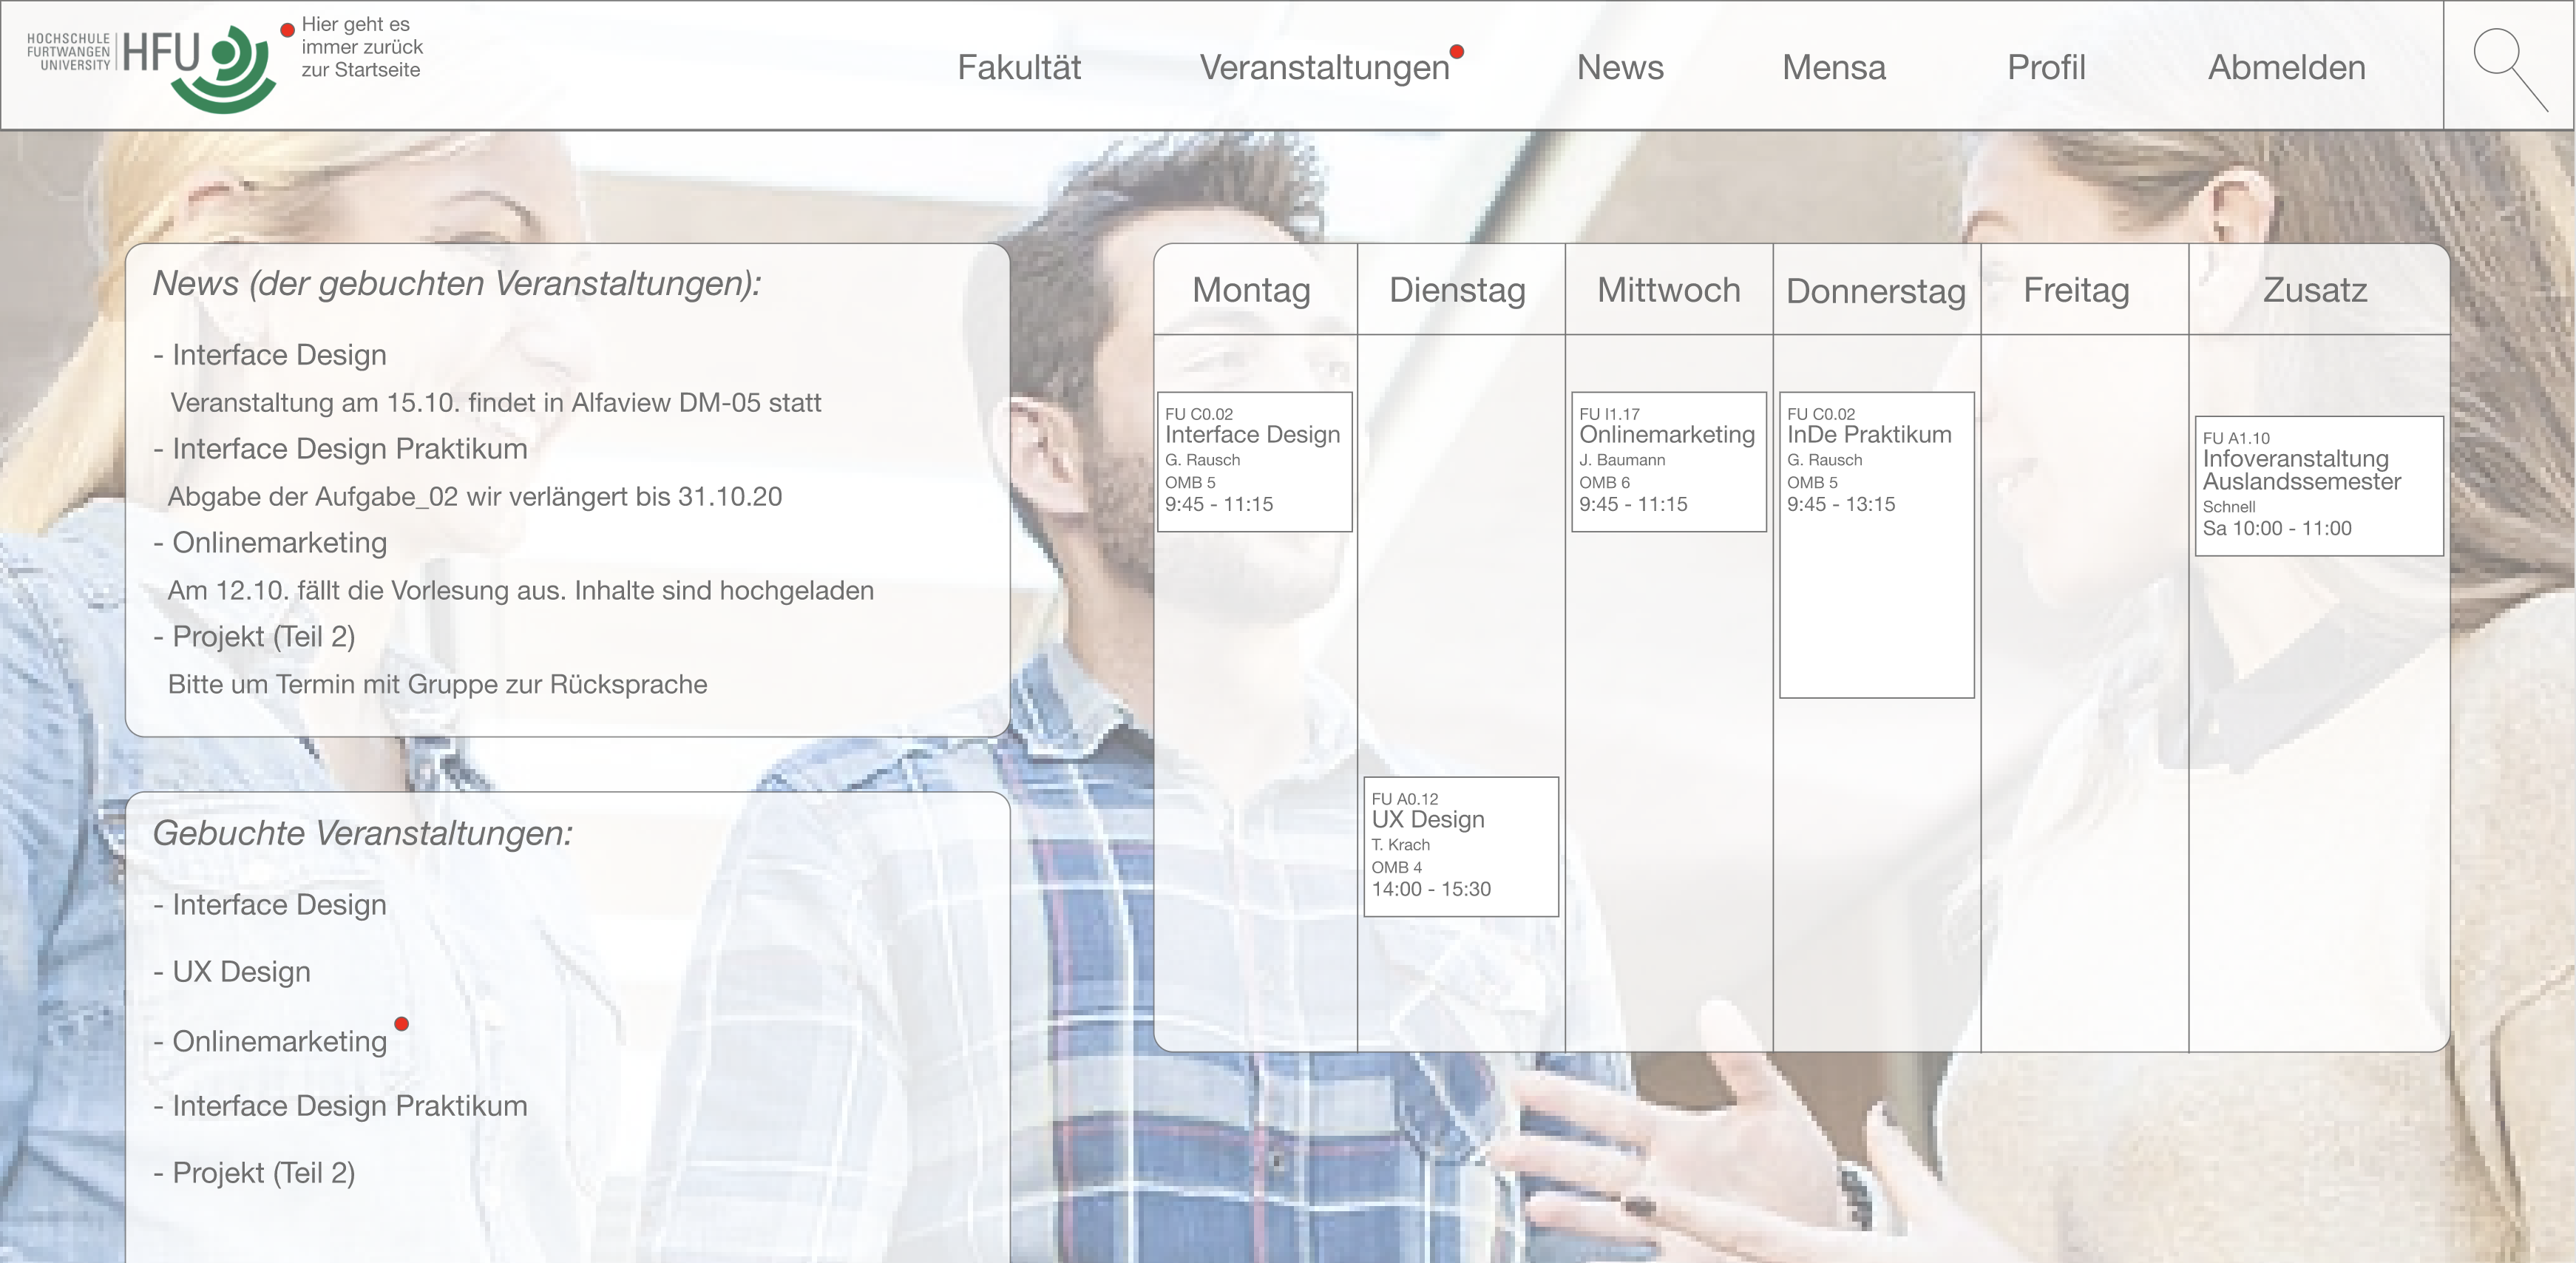 HOCHSCHULE
FURTWANGEN
UNIVERSITY
HFU
Hier geht es
immer zurück
zur Startseite
Fakultät
Veranstaltungen
News
Mensa
Profil
Abmelden
News (der gebuchten Veranstaltungen):
- Interface Design
Veranstaltung am 15.10. findet in Alfaview DM-05 statt
- Interface Design Praktikum
Abgabe der Aufgabe_02 wir verlängert bis 31.10.20
- Onlinemarketing
Am 12.10. fällt die Vorlesung aus. Inhalte sind hochgeladen
- Projekt (Teil 2)
Bitte um Termin mit Gruppe zur Rücksprache
Gebuchte Veranstaltungen:
- Interface Design
- UX Design
- Onlinemarketing
- Interface Design Praktikum
- Projekt (Teil 2)
Montag
Dienstag
Mittwoch
Donnerstag
Freitag
Zusatz
FU C0.02
Interface Design
G. Rausch
OMB 5
9:45 - 11:15
FU A0.12
UX Design
T. Krach
OMB 4
14:00 - 15:30
FU I1.17
Onlinemarketing
J. Baumann
OMB 6
9:45 - 11:15
FU C0.02
InDe Praktikum
G. Rausch
OMB 5
9:45 - 13:15
FU A1.10
Infoveranstaltung
Auslandssemester
Schnell
Sa 10:00 - 11:00